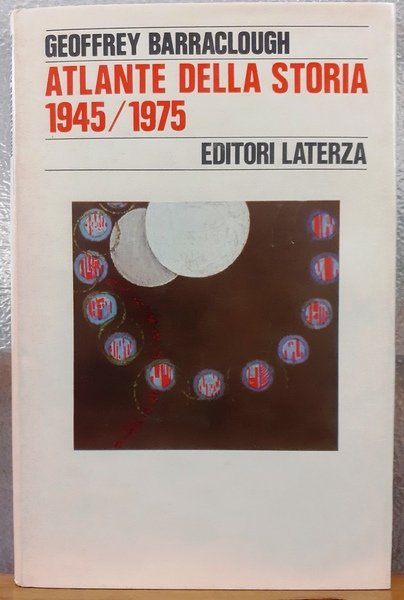 GEOFFREY BARRACLOUGH
ATLANTE DELLA STORIA
1945/1975
EDITORI LATERZA